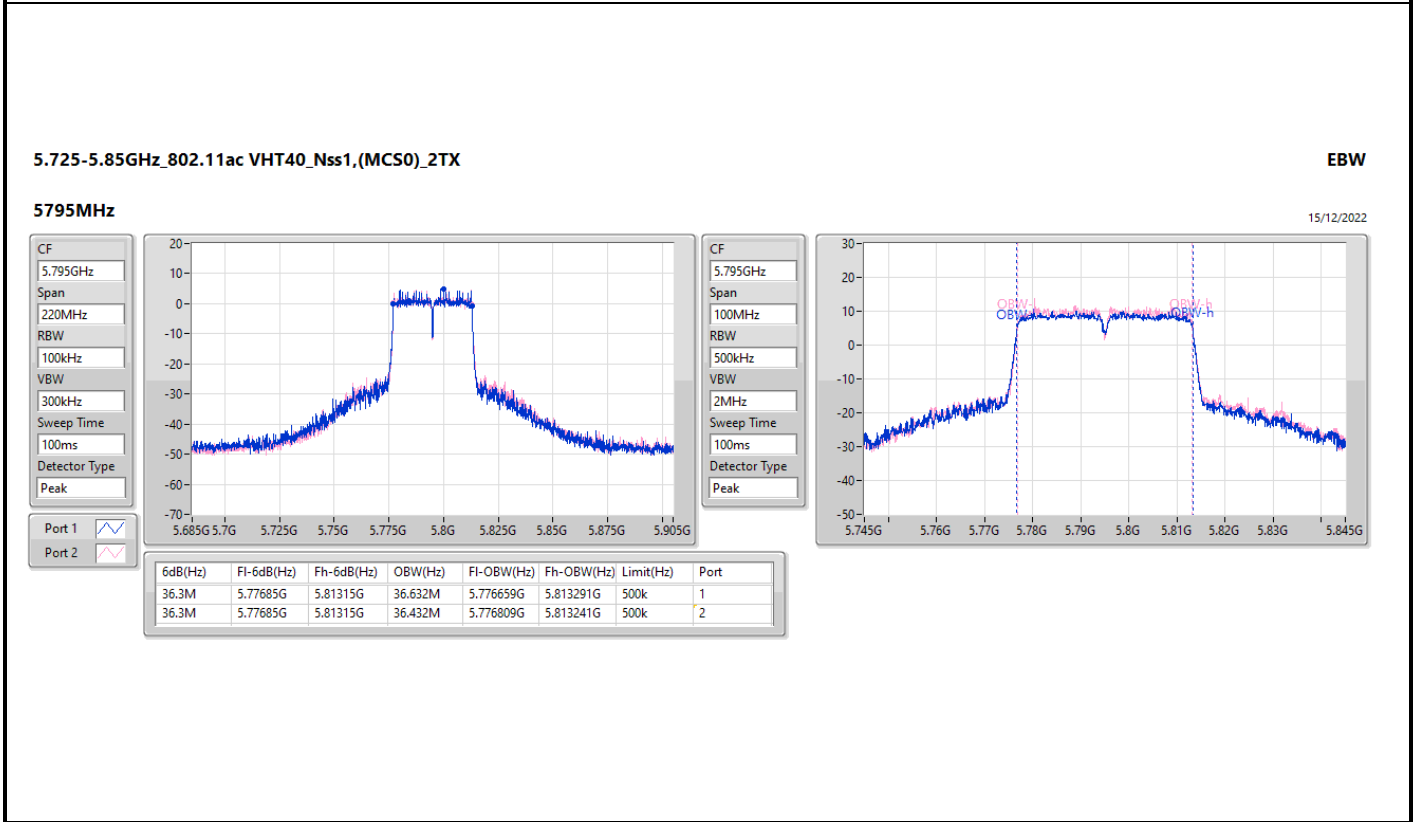 5.725-5.85GHz_802.11ac VHT40_Nss1,(MCS0)_2TX
EBW
5795MHz
15/12/2022
CF
5.795GHz
Span
220MHz
RBW
100kHz
VBW
300kHz
Sweep Time
100ms
Detector Type
Peak
Port 1
Port 2
20
10
0
-10
-20
-30
-40
-50
-60
-70
5.685G 5.7G 5.725G 5.75G 5.775G 5.8G 5.825G 5.85G 5.875G 5.905G
CF
5.795GHz
Span
100MHz
RBW
500kHz
VBW
2MHz
Sweep Time
100ms
Detector Type
Peak
30
20
10
0
-10
-20
-30
-40
-50
OBW-l OBW-h
OBW-h
5.745G 5.76G 5.77G 5.78G 5.79G 5.8G 5.81G 5.82G 5.83G 5.845G
6dB(Hz) Fl-6dB(Hz) Fh-6dB(Hz) OBW(Hz) Fl-OBW(Hz) Fh-OBW(Hz) Limit(Hz) Port
36.3M 5.77685G 5.81315G 36.632M 5.776659G 5.813291G 500k 1
36.3M 5.77685G 5.81315G 36.432M 5.776809G 5.813241G 500k 2